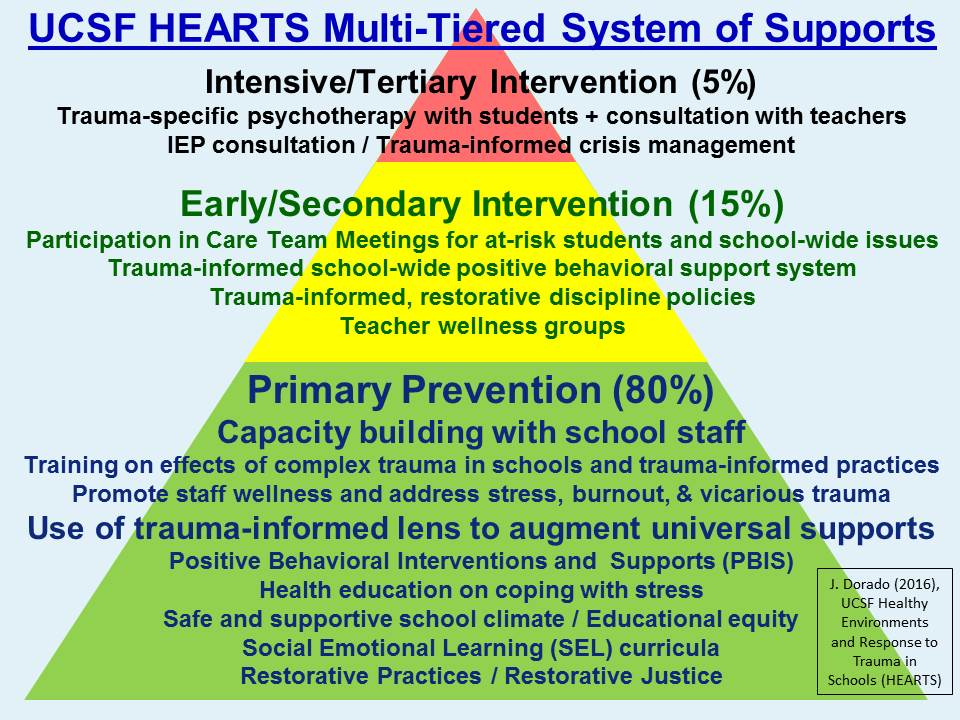 UCSF HEARTS Multi-Tiered System of Supports
Intensive/Tertiary Intervention (5%)
Trauma-specific psychotherapy with students + consultation with teachers
IEP consultation / Trauma-informed crisis management
Early/Secondary Intervention (15%)
Participation in Care Team Meetings for at-risk students and school-wide issues
Trauma-informed school-wide positive behavioral support system
Trauma-informed, restorative discipline policies
Teacher wellness groups
Primary Prevention (80%)
Capacity building with school staff
Training on effects of complex trauma in schools and trauma-informed practices
Promote staff wellness and address stress, burnout, & vicarious trauma
Use of trauma-informed lens to augment universal supports
Positive Behavioral Interventions and Supports (PBIS)
Health education on coping with stress
Safe and supportive school climate / Educational equity
Social Emotional Learning (SEL) curricula
Restorative Practices / Restorative Justice
J. Dorado (2016),
UCSF Healthy
Environments
and Response to
Trauma in
Schools (HEARTS)